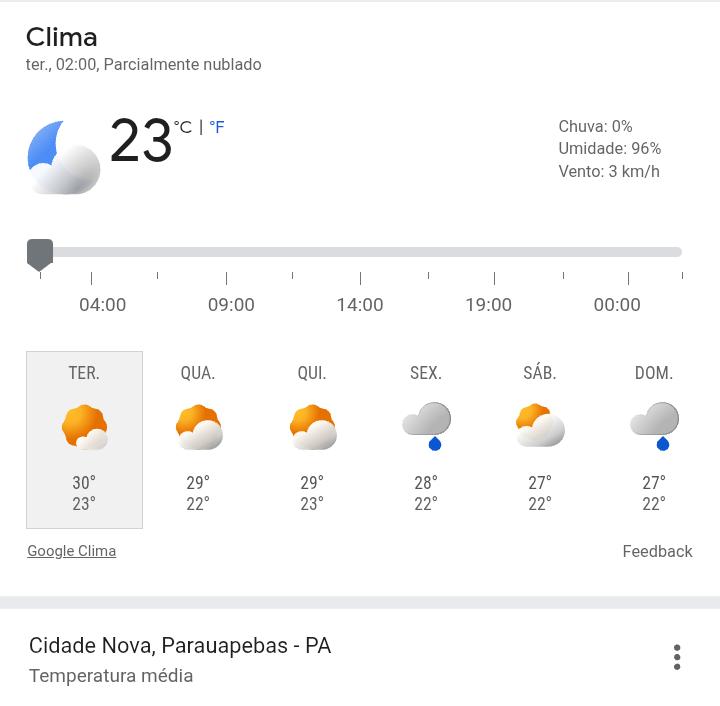 Clima
ter., 02:00, Parcialmente nublado
23 °C | °F
Chuva: 0%
Umidade: 96%
Vento: 3 km/h
04:00 09:00 14:00 19:00 00:00
TER. QUA. QUI. SEX. SÁB. DOM.
30° 29° 29° 28° 27° 27°
23° 22° 23° 22° 22° 22°
Google Clima Feedback
Cidade Nova, Parauapebas - PA
Temperatura média